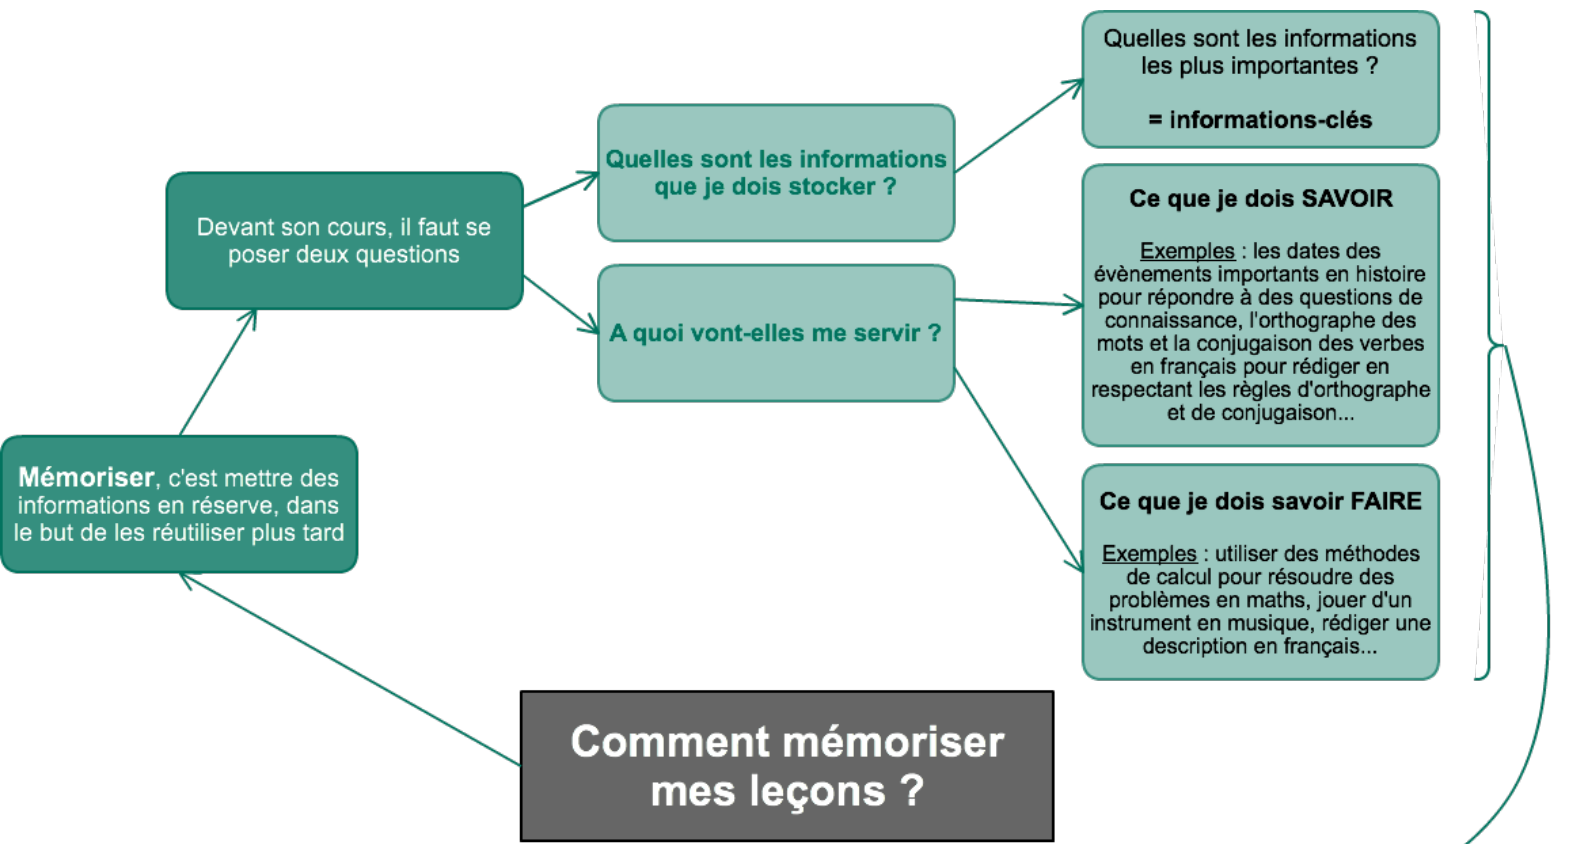 Quelles sont les informations
les plus importantes ?
= informations-clés
Quelles sont les informations
que je dois stocker ?
Devant son cours, il faut se
poser deux questions
Ce que je dois SAVOIR
Exemples : les dates des
évènements importants en histoire
pour répondre à des questions de
connaissance, l'orthographe des
mots et la conjugaison des verbes
en français pour rédiger en
respectant les règles d'orthographe
et de conjugaison...
A quoi vont-elles me servir ?
Mémoriser, c'est mettre des
informations en réserve, dans
le but de les réutiliser plus tard
Ce que je dois savoir FAIRE
Exemples : utiliser des méthodes
de calcul pour résoudre des
problèmes en maths, jouer d'un
instrument en musique, rédiger une
description en français...
Comment mémoriser
mes leçons ?